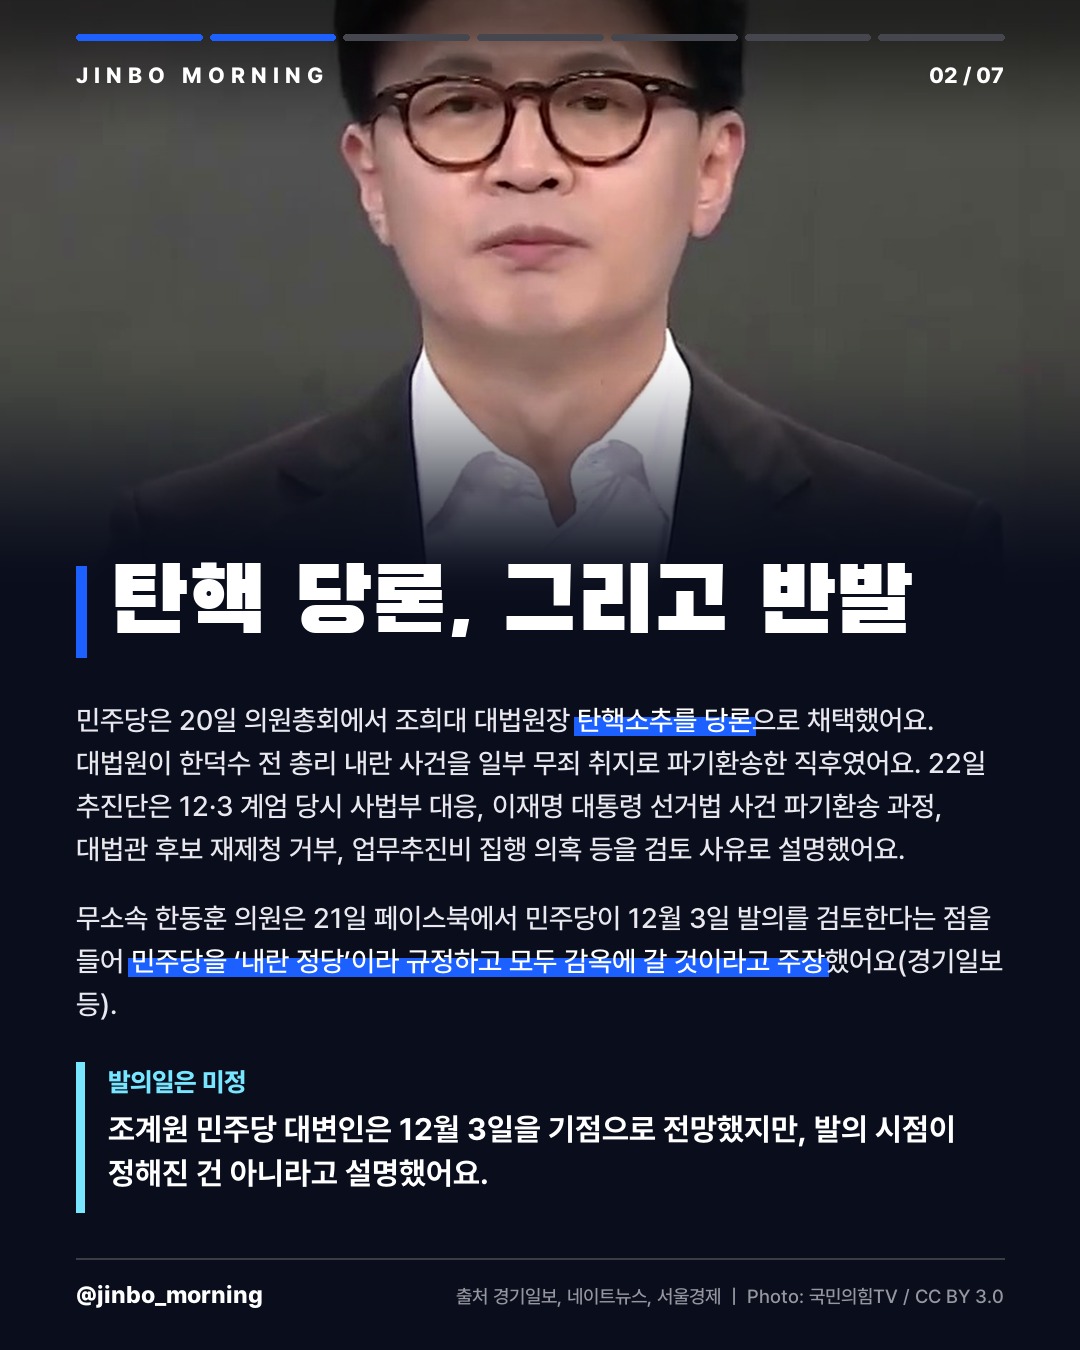 JINBO MORNING
02 / 07
탄핵 당론, 그리고 반발
민주당은 20일 의원총회에서 조희대 대법원장 탄핵소추를 당론으로 채택했어요.
대법원이 한덕수 전 총리 내란 사건을 일부 무죄 취지로 파기환송한 직후였어요. 22일
추진단은 12·3 계엄 당시 사법부 대응, 이재명 대통령 선거법 사건 파기환송 과정,
대법관 후보 재제청 거부, 업무추진비 집행 의혹 등을 검토 사유로 설명했어요.
무소속 한동훈 의원은 21일 페이스북에서 민주당이 12월 3일 발의를 검토한다는 점을
들어 민주당을 ‘내란 정당’이라 규정하고 모두 감옥에 갈 것이라고 주장했어요(경기일보
등).
발의일은 미정
조계원 민주당 대변인은 12월 3일을 기점으로 전망했지만, 발의 시점이
정해진 건 아니라고 설명했어요.
@jinbo_morning
출처 경기일보, 네이트뉴스, 서울경제 | Photo: 국민의힘TV / CC BY 3.0